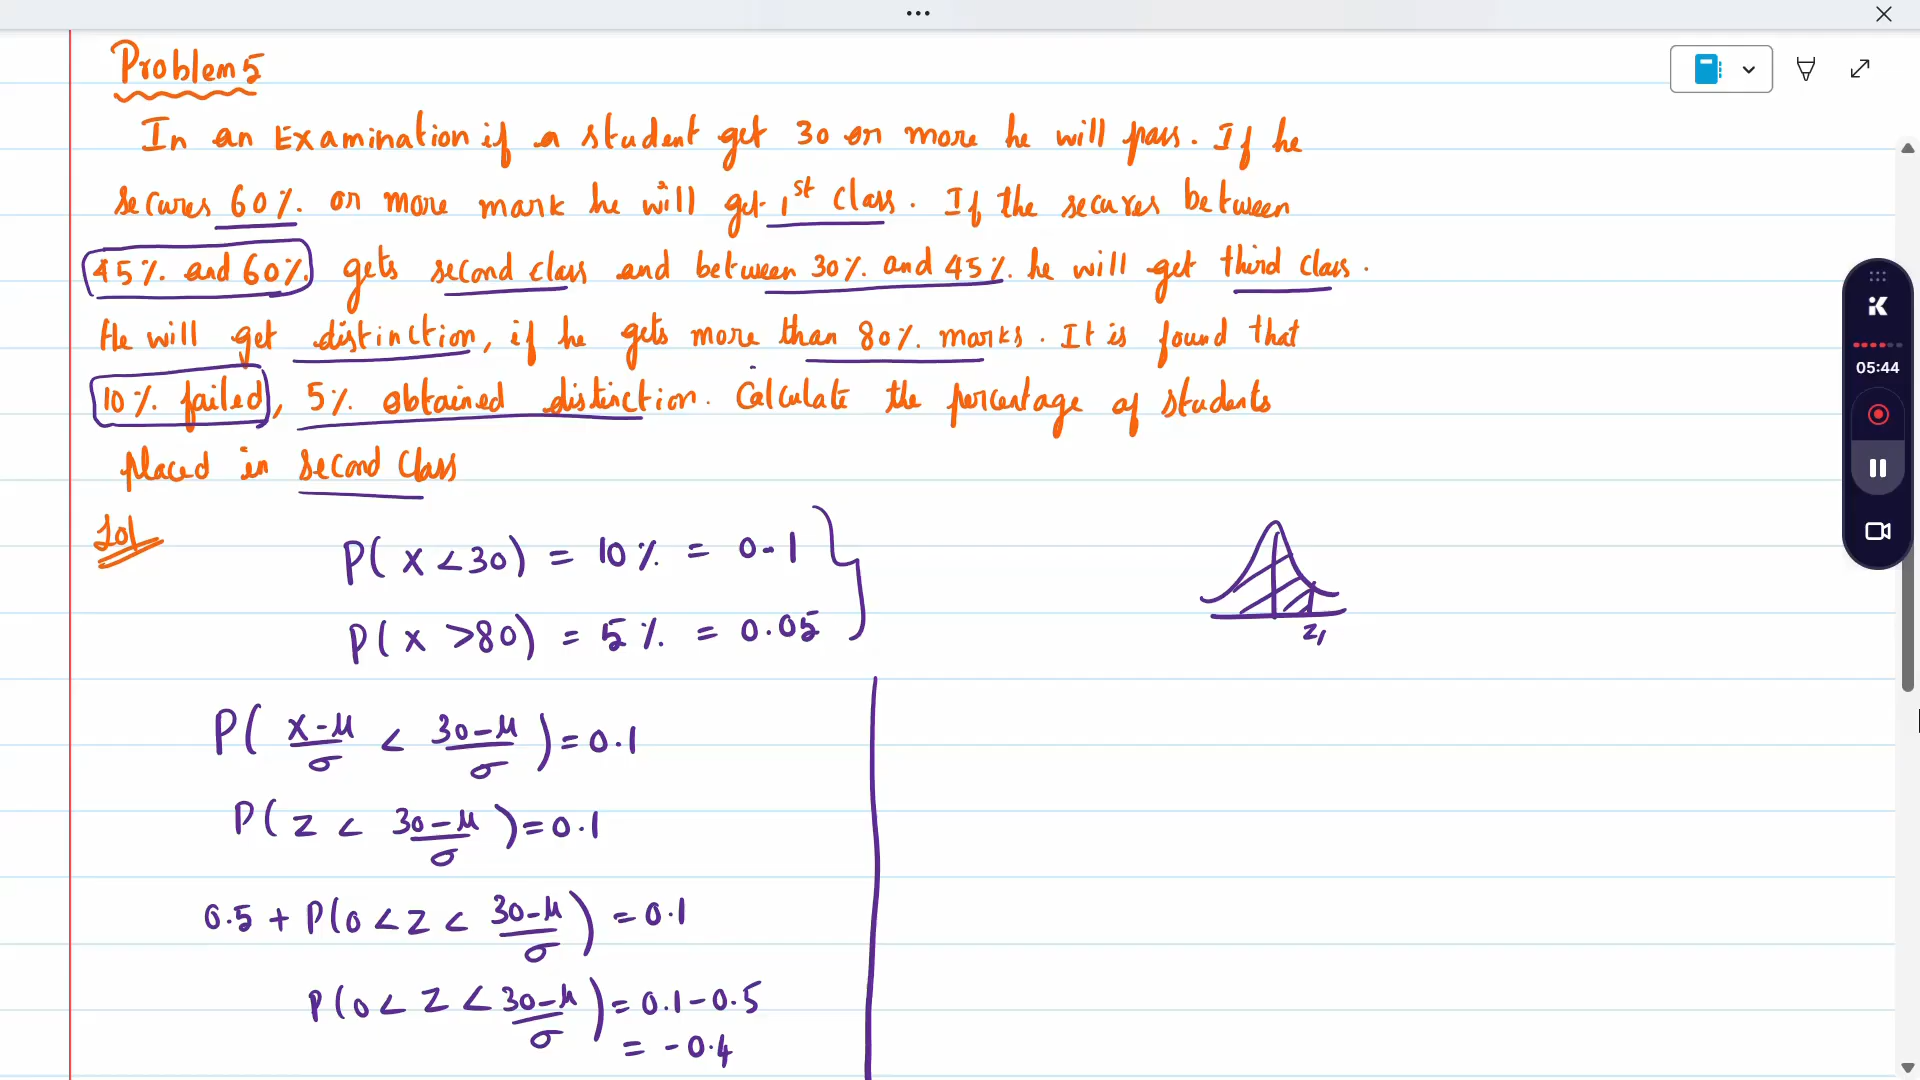 Problem 5
In an Examination if a student get 30 or more he will pass. If he
secures 60%. or more mark he will get 1st class. If the secures between
45%. and 60%. gets second class and between 30%. and 45%. he will get third class.
He will get distinction, if he gets more than 80%. marks. It is found that
10%. failed, 5%. obtained distinction. Calculate the percentage of students
placed in second class
Sol
P(x<30) = 10% = 0.1
P(x>80) = 5% = 0.05
z₁
P((x-μ)/σ < (30-μ)/σ) = 0.1
P(z < (30-μ)/σ) = 0.1
0.5 + P(0<z< (30-μ)/σ) = 0.1
P(0<z<(30-μ)/σ) = 0.1-0.5
= -0.4
05:44